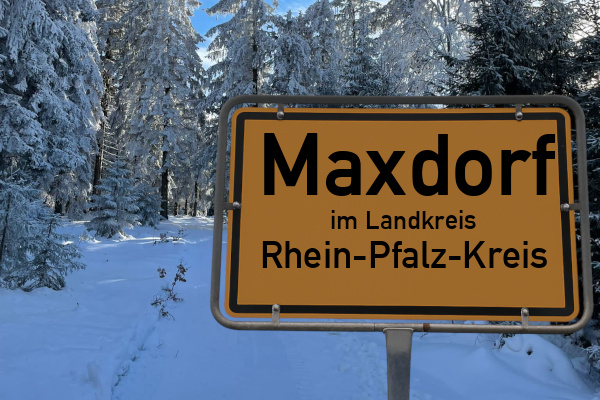 Maxdorf
im Landkreis
Rhein-Pfalz-Kreis